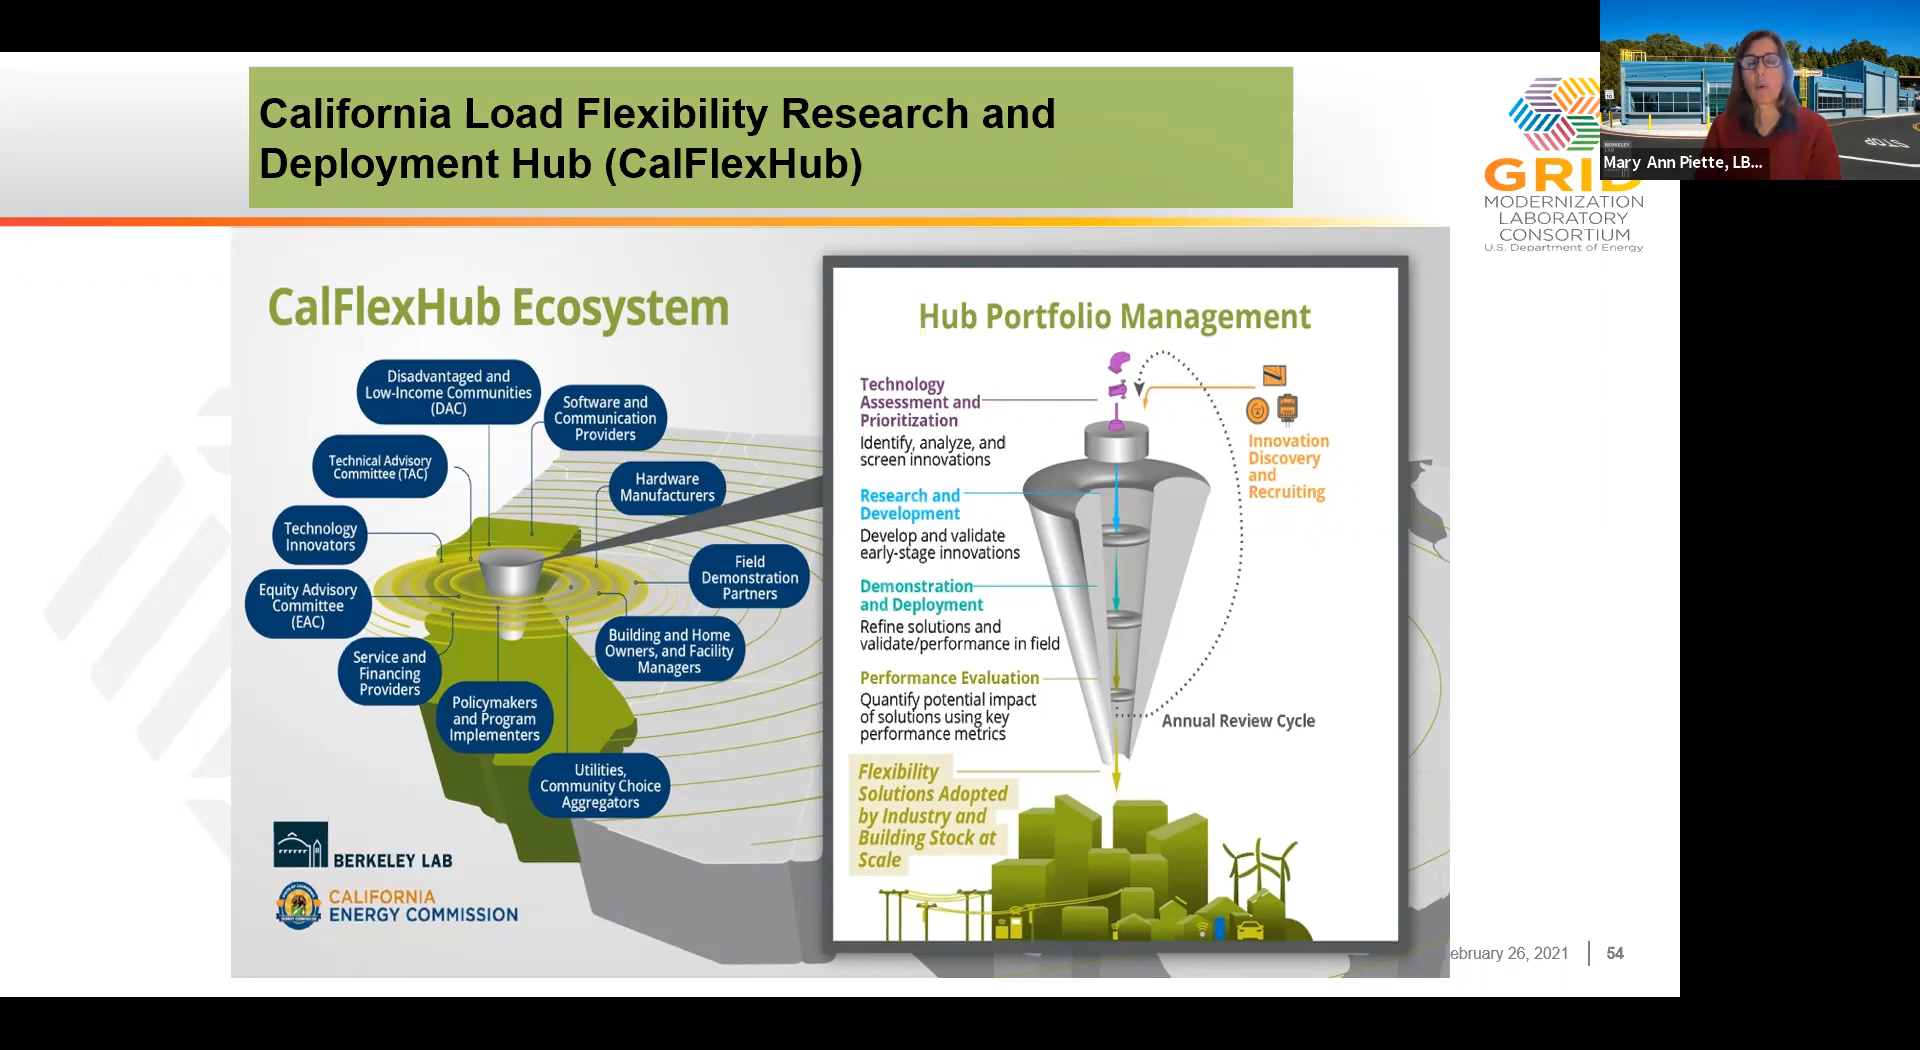 California Load Flexibility Research and
Deployment Hub (CalFlexHub)
Mary Ann Piette, LB...
GRID
MODERNIZATION
LABORATORY
CONSORTIUM
U.S. Department of Energy
CalFlexHub Ecosystem
Disadvantaged and
Low-Income Communities
(DAC)
Software and
Communication
Providers
Technical Advisory
Committee (TAC)
Hardware
Manufacturers
Technology
Innovators
Field
Demonstration
Partners
Equity Advisory
Committee
(EAC)
Building and Home
Owners, and Facility
Managers
Service and
Financing
Providers
Policymakers
and Program
Implementers
Utilities,
Community Choice
Aggregators
BERKELEY LAB
CALIFORNIA
ENERGY COMMISSION
Hub Portfolio Management
Technology
Assessment and
Prioritization
Identify, analyze, and
screen innovations
Innovation
Discovery
and
Recruiting
Research and
Development
Develop and validate
early-stage innovations
Demonstration
and Deployment
Refine solutions and
validate/performance in field
Performance Evaluation
Quantify potential impact
of solutions using key
performance metrics
Annual Review Cycle
Flexibility
Solutions Adopted
by Industry and
Building Stock at
Scale
ebruary 26, 2021
54
STOP
BERKELEY
LAB